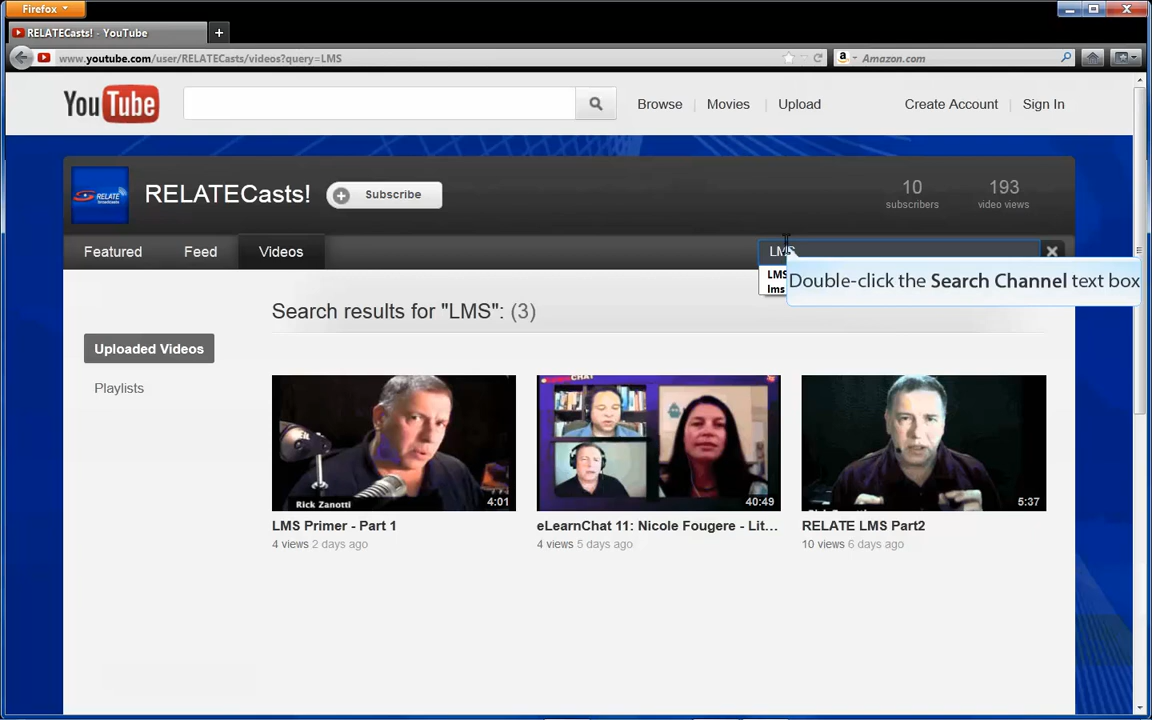 Firefox
RELATECasts! - YouTube
www.youtube.com/user/RELATECasts/videos?query=LMS
Amazon.com
YouTube
Browse
Movies
Upload
Create Account
Sign In
RELATE
RELATECasts!
Subscribe
10
subscribers
193
video views
Featured
Feed
Videos
LMS
LMS
lms
Double-click the Search Channel text box
Search results for "LMS": (3)
Uploaded Videos
Playlists
Rick Zanotti
4:01
CHAT
40:49
5:37
LMS Primer - Part 1
4 views 2 days ago
eLearnChat 11: Nicole Fougere - Lit...
4 views 5 days ago
RELATE LMS Part2
10 views 6 days ago